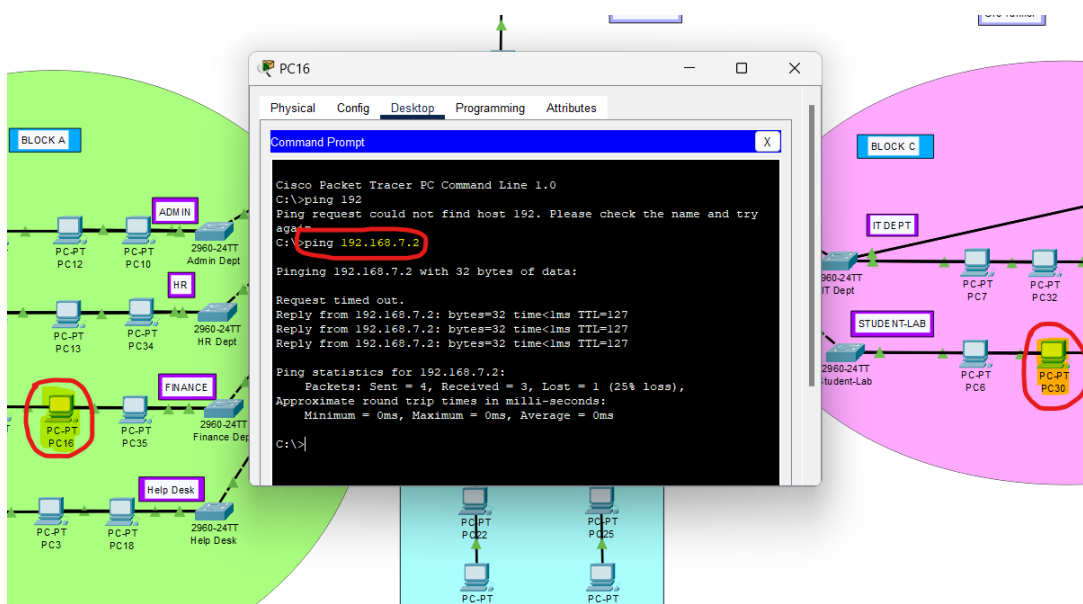 PC16
Physical Config Desktop Programming Attributes
Command Prompt
X
Cisco Packet Tracer PC Command Line 1.0
C:\>ping 192
Ping request could not find host 192. Please check the name and try
again.
C:\>ping 192.168.7.2
Pinging 192.168.7.2 with 32 bytes of data:
Request timed out.
Reply from 192.168.7.2: bytes=32 time<1ms TTL=127
Reply from 192.168.7.2: bytes=32 time<1ms TTL=127
Reply from 192.168.7.2: bytes=32 time<1ms TTL=127
Ping statistics for 192.168.7.2:
Packets: Sent = 4, Received = 3, Lost = 1 (25% loss),
Approximate round trip times in milli-seconds:
Minimum = 0ms, Maximum = 0ms, Average = 0ms
C:\>
BLOCK A
ADMIN
PC-PT
PC12
PC-PT
PC10
2960-24TT
Admin Dept
HR
PC-PT
PC13
PC-PT
PC34
2960-24TT
HR Dept
FINANCE
PC-PT
PC16
PC-PT
PC35
2960-24TT
Finance Dep
Help Desk
PC-PT
PC3
PC-PT
PC18
2960-24TT
Help Desk
PC-PT
PC22
PC-PT
PC25
PC-PT
PC-PT
BLOCK C
IT DEPT
960-24TT
IT Dept
PC-PT
PC7
PC-PT
PC32
STUDENT-LAB
2960-24TT
tudent-Lab
PC-PT
PC6
PC-PT
PC30